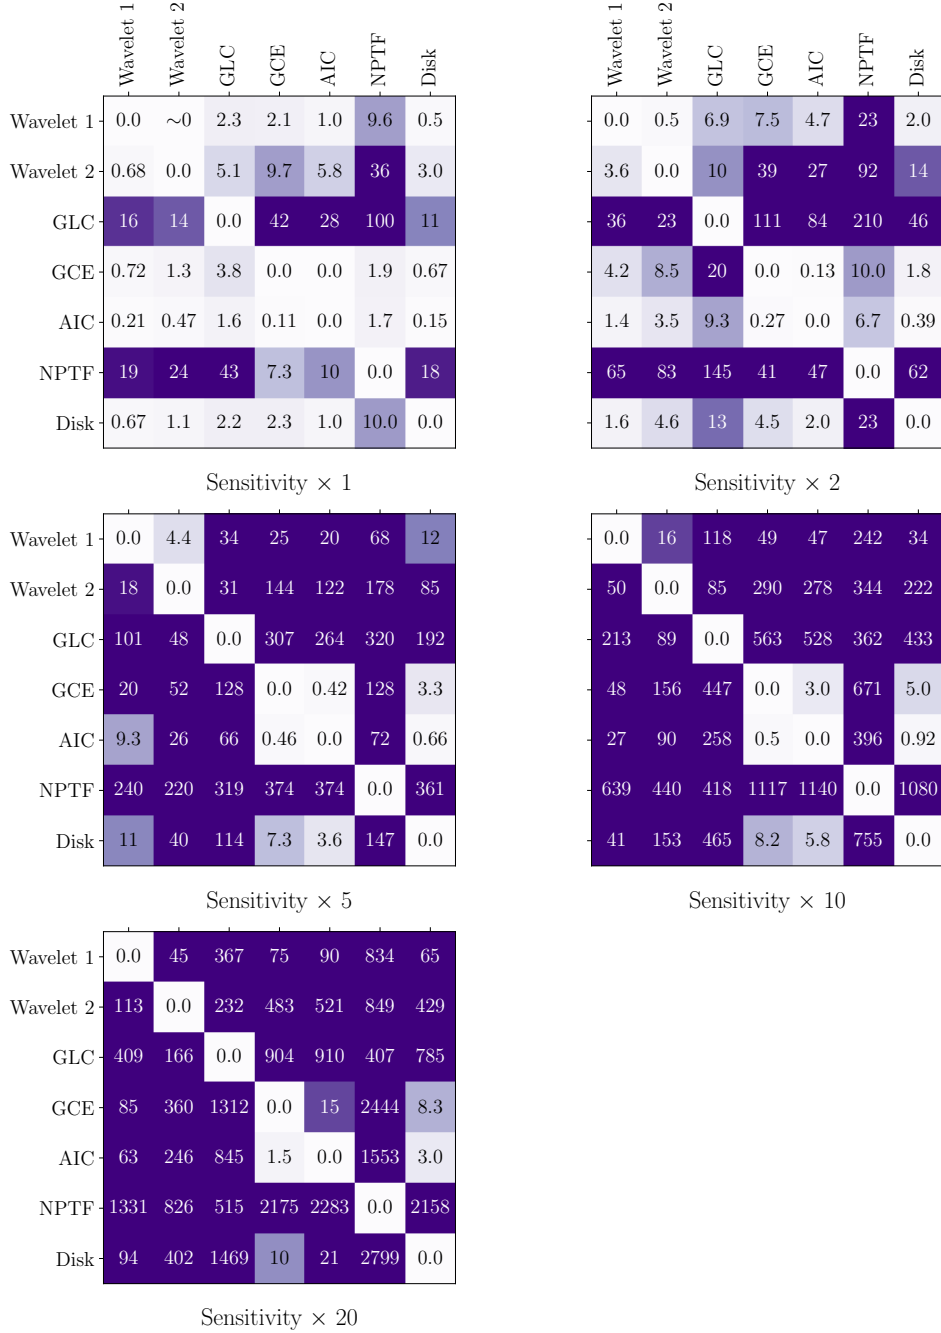 Wavelet 1 Wavelet 2 GLC GCE AIC NPTF Disk
Wavelet 1 0.0 ~0 2.3 2.1 1.0 9.6 0.5
Wavelet 2 0.68 0.0 5.1 9.7 5.8 36 3.0
GLC 16 14 0.0 42 28 100 11
GCE 0.72 1.3 3.8 0.0 0.0 1.9 0.67
AIC 0.21 0.47 1.6 0.11 0.0 1.7 0.15
NPTF 19 24 43 7.3 10 0.0 18
Disk 0.67 1.1 2.2 2.3 1.0 10.0 0.0
Sensitivity × 1
Wavelet 1 Wavelet 2 GLC GCE AIC NPTF Disk
0.0 0.5 6.9 7.5 4.7 23 2.0
3.6 0.0 10 39 27 92 14
36 23 0.0 111 84 210 46
4.2 8.5 20 0.0 0.13 10.0 1.8
1.4 3.5 9.3 0.27 0.0 6.7 0.39
65 83 145 41 47 0.0 62
1.6 4.6 13 4.5 2.0 23 0.0
Sensitivity × 2
Wavelet 1 0.0 4.4 34 25 20 68 12
Wavelet 2 18 0.0 31 144 122 178 85
GLC 101 48 0.0 307 264 320 192
GCE 20 52 128 0.0 0.42 128 3.3
AIC 9.3 26 66 0.46 0.0 72 0.66
NPTF 240 220 319 374 374 0.0 361
Disk 11 40 114 7.3 3.6 147 0.0
Sensitivity × 5
0.0 16 118 49 47 242 34
50 0.0 85 290 278 344 222
213 89 0.0 563 528 362 433
48 156 447 0.0 3.0 671 5.0
27 90 258 0.5 0.0 396 0.92
639 440 418 1117 1140 0.0 1080
41 153 465 8.2 5.8 755 0.0
Sensitivity × 10
Wavelet 1 0.0 45 367 75 90 834 65
Wavelet 2 113 0.0 232 483 521 849 429
GLC 409 166 0.0 904 910 407 785
GCE 85 360 1312 0.0 15 2444 8.3
AIC 63 246 845 1.5 0.0 1553 3.0
NPTF 1331 826 515 2175 2283 0.0 2158
Disk 94 402 1469 10 21 2799 0.0
Sensitivity × 20